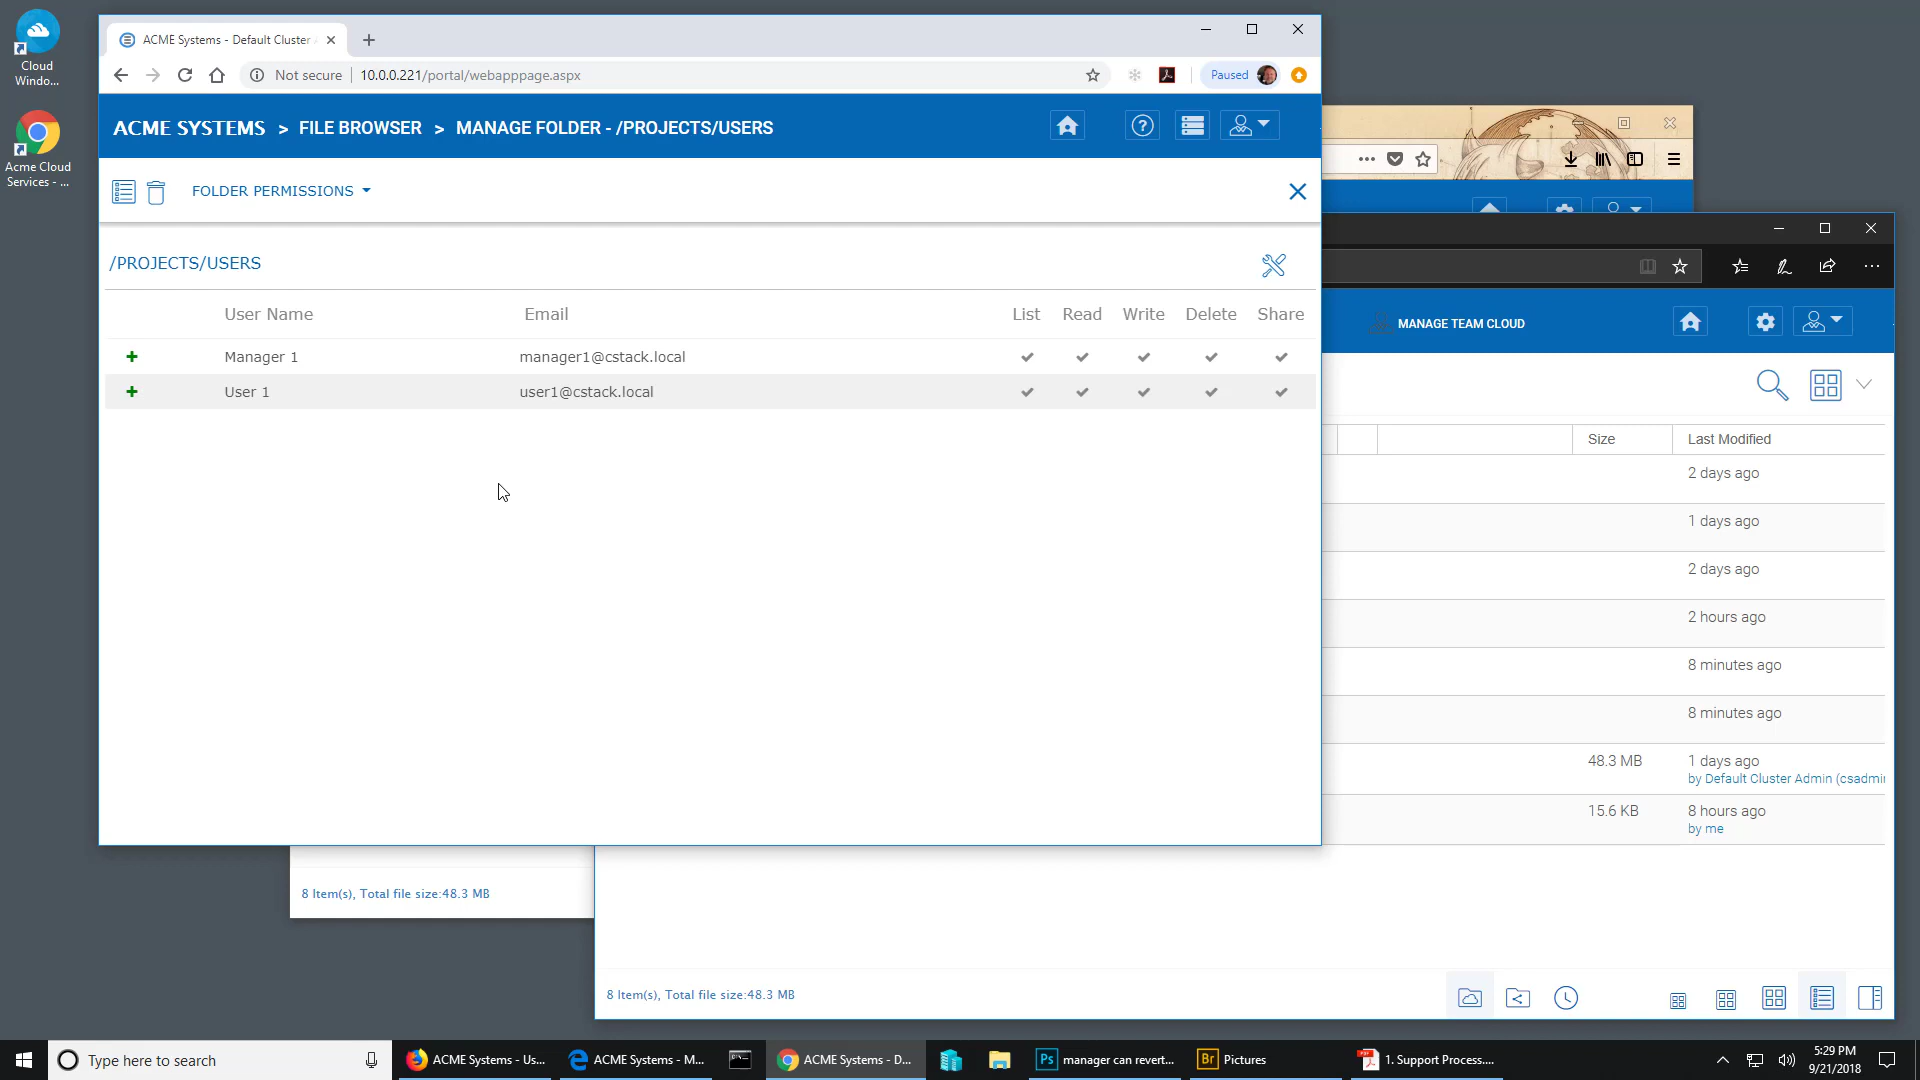 Cloud
Windo...
Acme Cloud
Services - ...
ACME Systems - Default Cluster
Not secure | 10.0.0.221/portal/webapppage.aspx
Paused
ACME SYSTEMS > FILE BROWSER > MANAGE FOLDER - /PROJECTS/USERS
FOLDER PERMISSIONS
/PROJECTS/USERS
User Name Email List Read Write Delete Share
Manager 1 manager1@cstack.local
User 1 user1@cstack.local
MANAGE TEAM CLOUD
Size Last Modified
2 days ago
1 days ago
2 days ago
2 hours ago
8 minutes ago
8 minutes ago
48.3 MB 1 days ago
by Default Cluster Admin (csadmi
15.6 KB 8 hours ago
by me
8 Item(s), Total file size:48.3 MB
8 Item(s), Total file size:48.3 MB
Type here to search
ACME Systems - Us...
ACME Systems - M...
ACME Systems - D...
Ps manager can revert...
Br Pictures
1. Support Process....
5:29 PM
9/21/2018